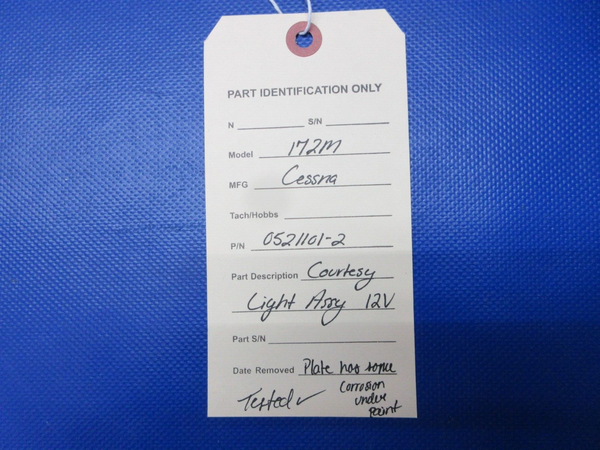 PART IDENTIFICATION ONLY
N S/N
Model 172M
MFG Cessna
Tach/Hobbs
P/N 0521101-2
Part Description Courtesy
Light Assy 12V
Part S/N
Date Removed Plate has some
Tested ✓ corrosion
under
paint